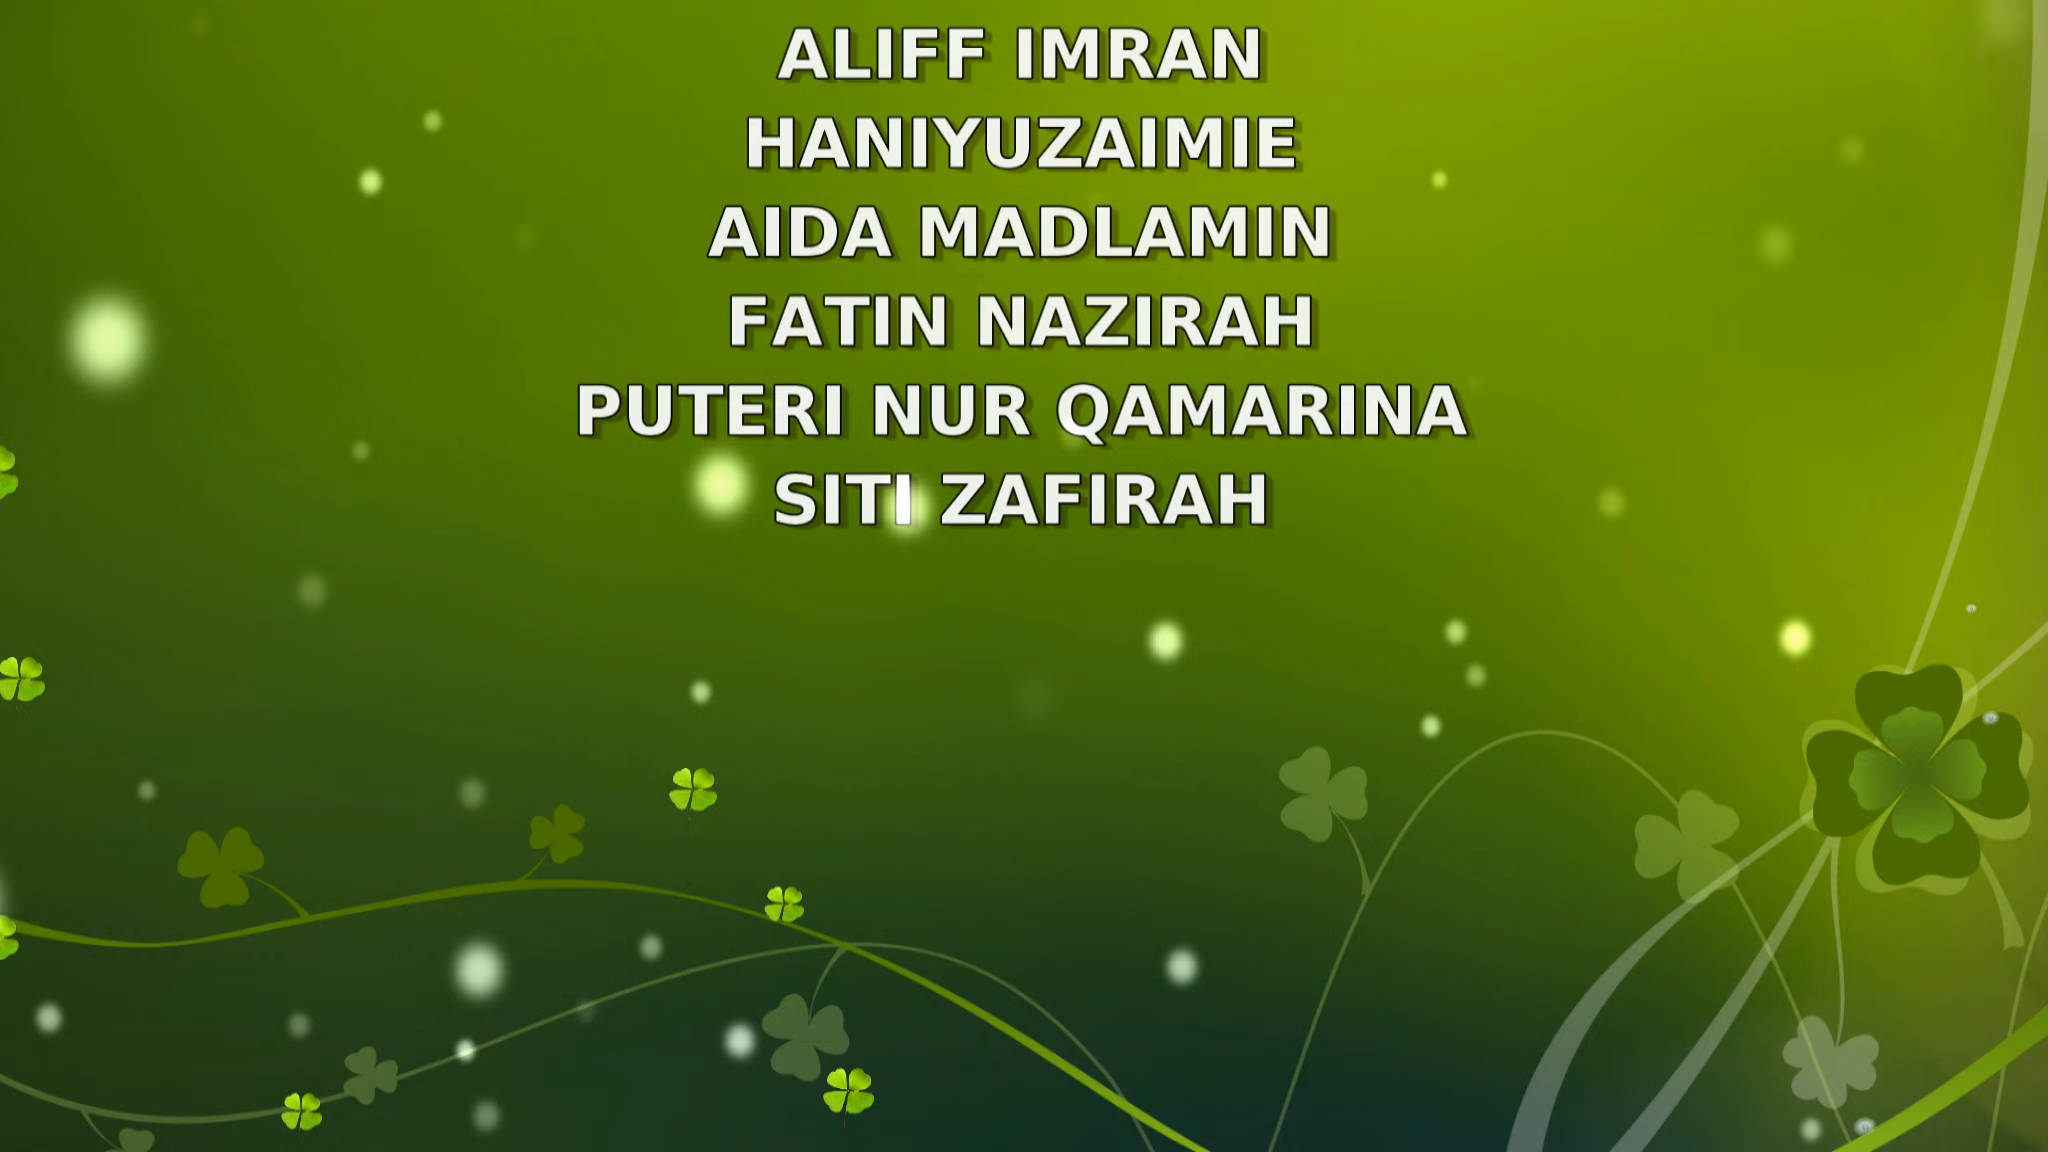 ALIFF IMRAN
HANIYUZAIMIE
AIDA MADLAMIN
FATIN NAZIRAH
PUTERI NUR QAMARINA
SITI ZAFIRAH